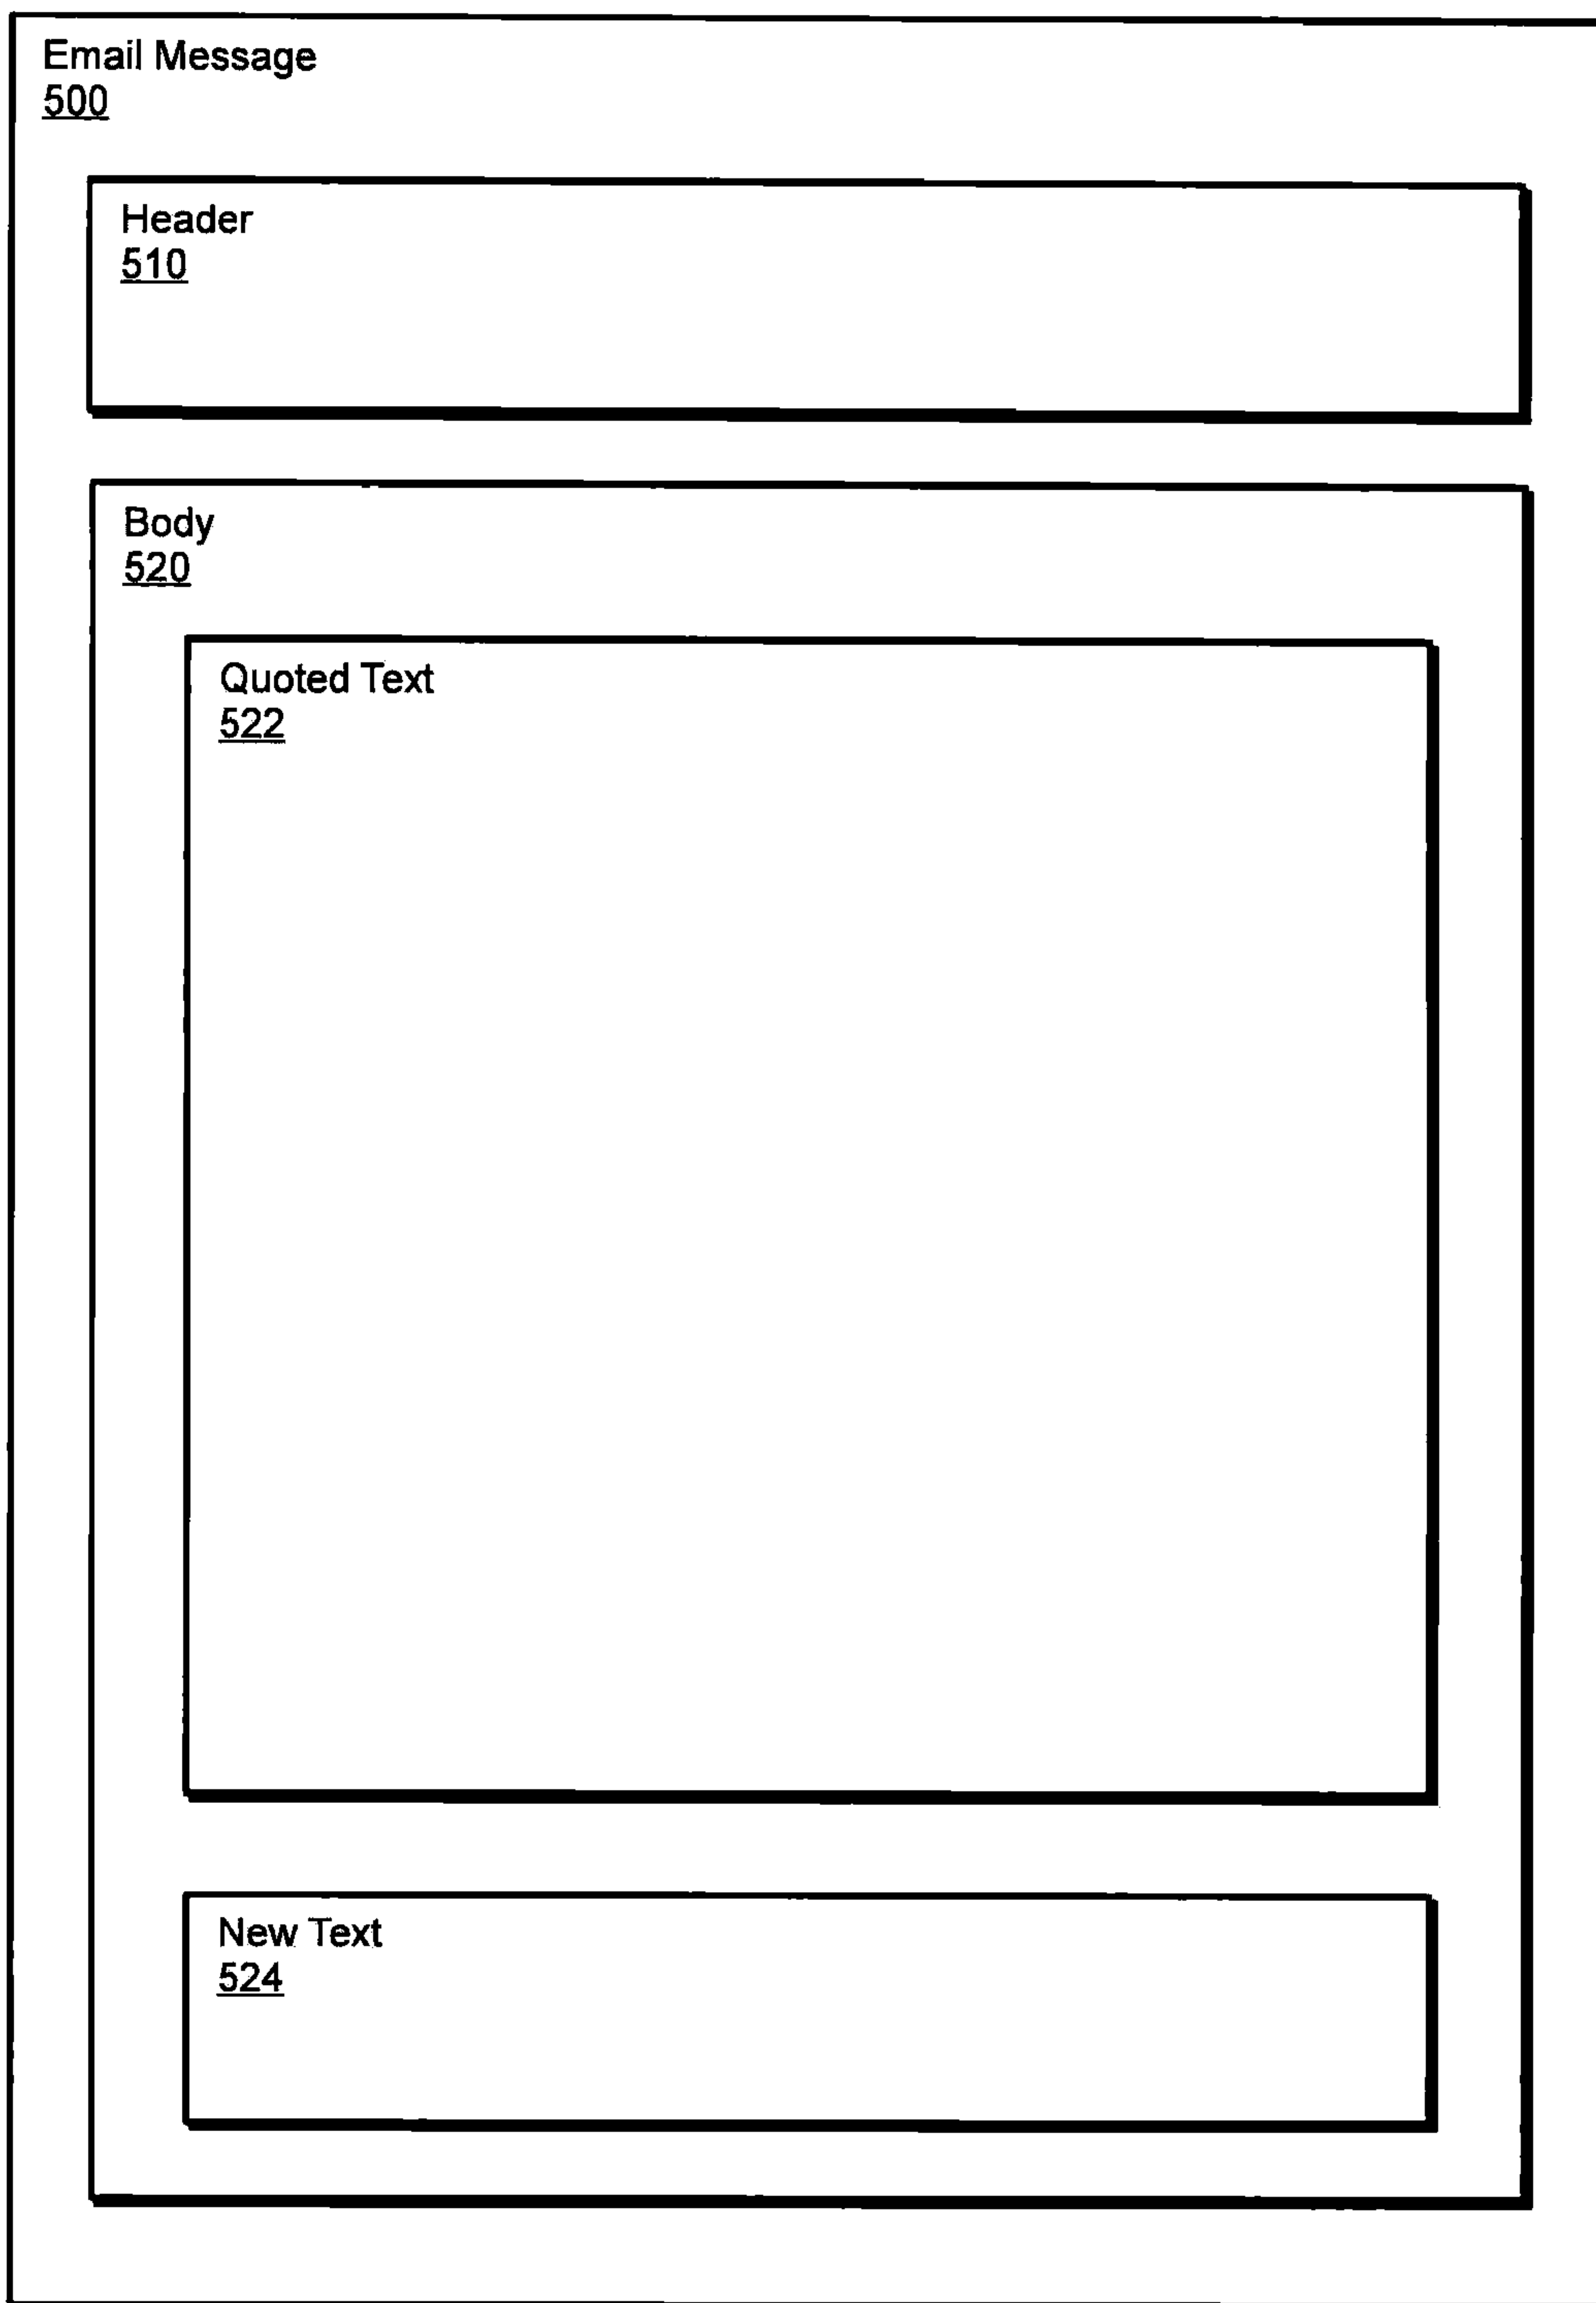 Email Message
500
Header
510
Body
520
Quoted Text
522
New Text
524